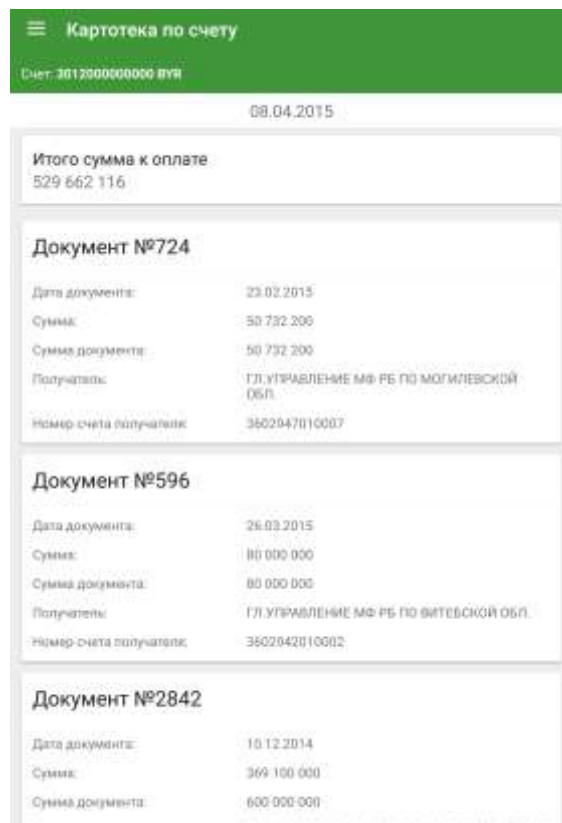 Картотека по счету
Счет: 3012000000000 BYR
08.04.2015
Итого сумма к оплате
529 662 116
Документ №724
Дата документа: 23.02.2015
Сумма: 50 732 200
Сумма документа: 50 732 200
Получатель: ГЛ.УПРАВЛЕНИЕ МФ РБ ПО МОГИЛЕВСКОЙ
ОБЛ.
Номер счета получателя: 3602947010007
Документ №596
Дата документа: 26.03.2015
Сумма: 80 000 000
Сумма документа: 80 000 000
Получатель: ГЛ.УПРАВЛЕНИЕ МФ РБ ПО ВИТЕБСКОЙ ОБЛ.
Номер счета получателя: 3602942010002
Документ №2842
Дата документа: 10.12.2014
Сумма: 369 100 000
Сумма документа: 600 000 000